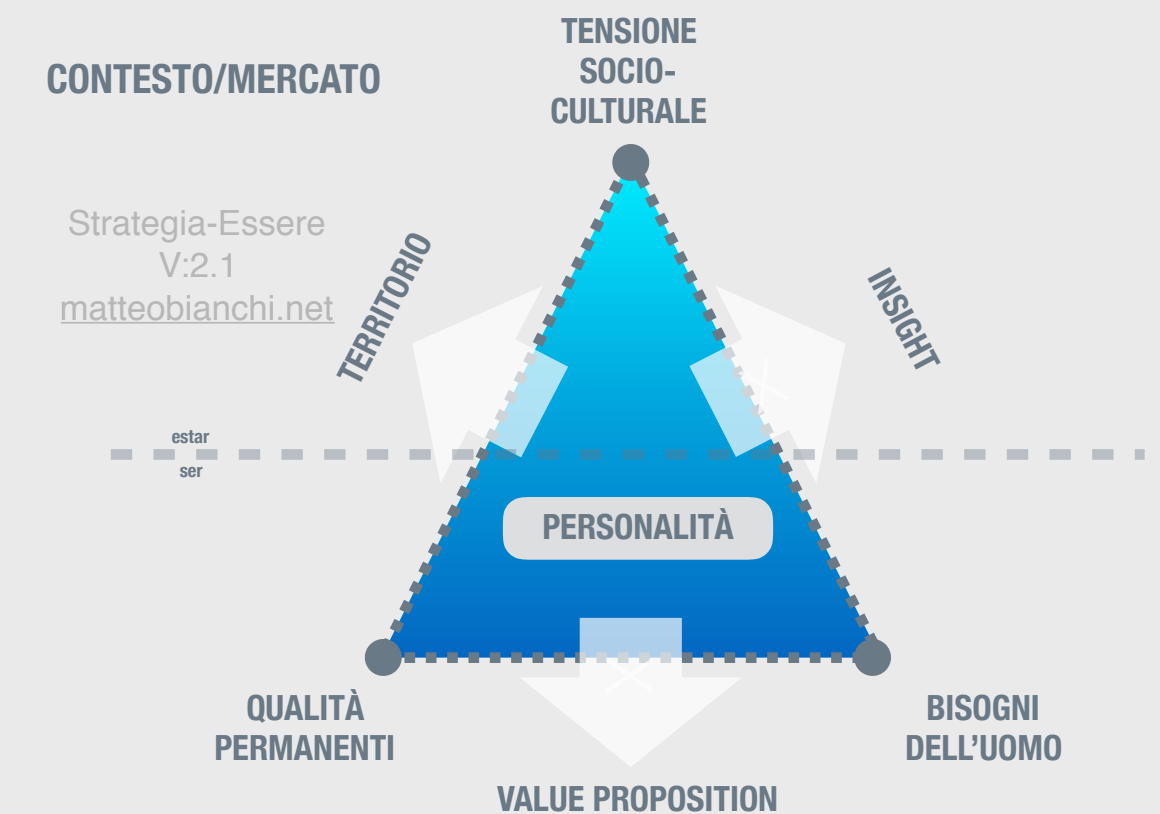 TENSIONE
SOCIO-
CULTURALE
CONTESTO/MERCATO
Strategia-Essere
V:2.1
matteobianchi.net
TERRITORIO
INSIGHT
estar
ser
PERSONALITÀ
QUALITÀ
PERMANENTI
BISOGNI
DELL’UOMO
VALUE PROPOSITION